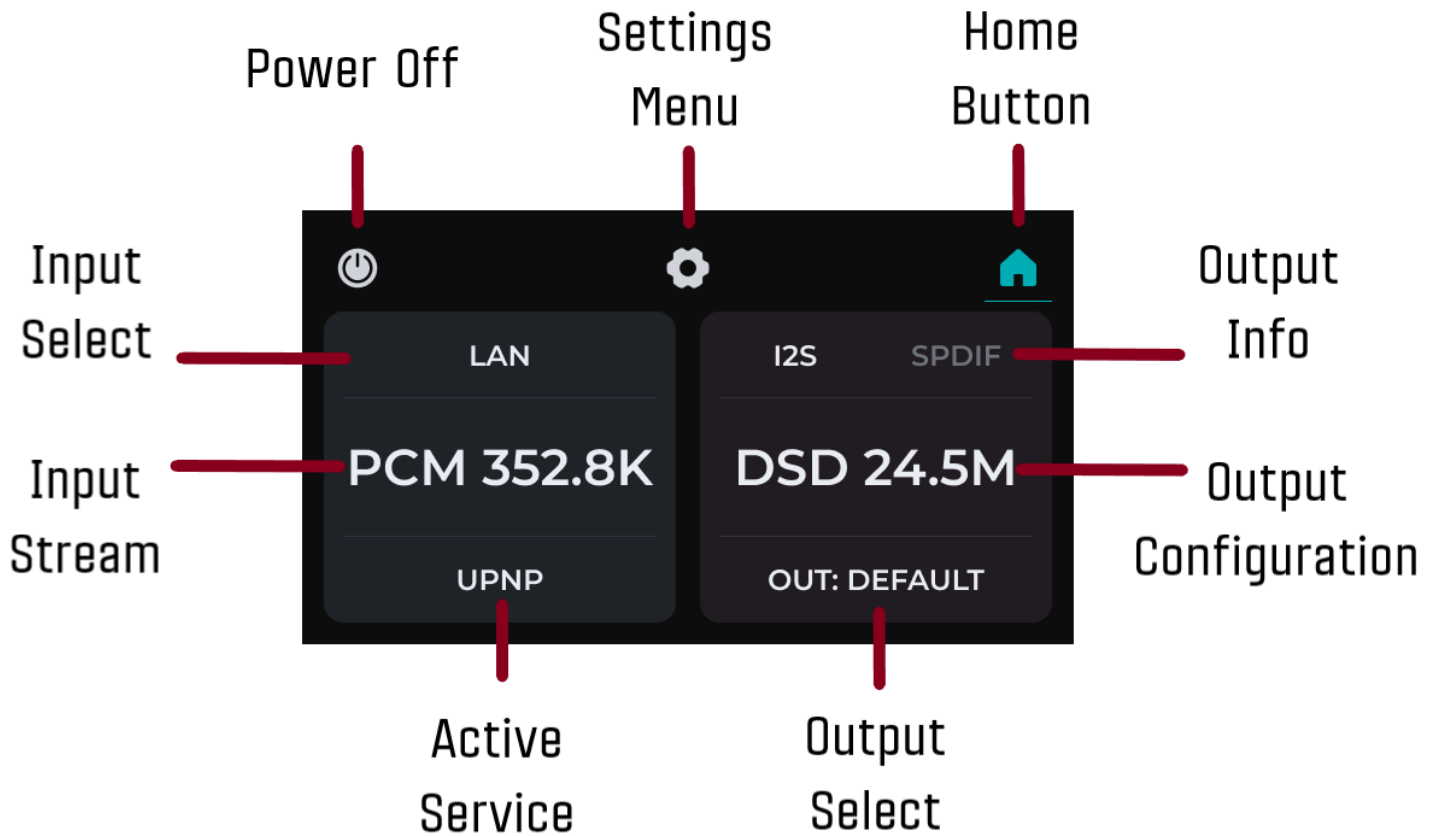 Power Off
Settings
Menu
Home
Button
Input
Select
Output
Info
LAN
I2S
SPDIF
Input
Stream
PCM 352.8K
DSD 24.5M
Output
Configuration
UPNP
OUT: DEFAULT
Active
Service
Output
Select